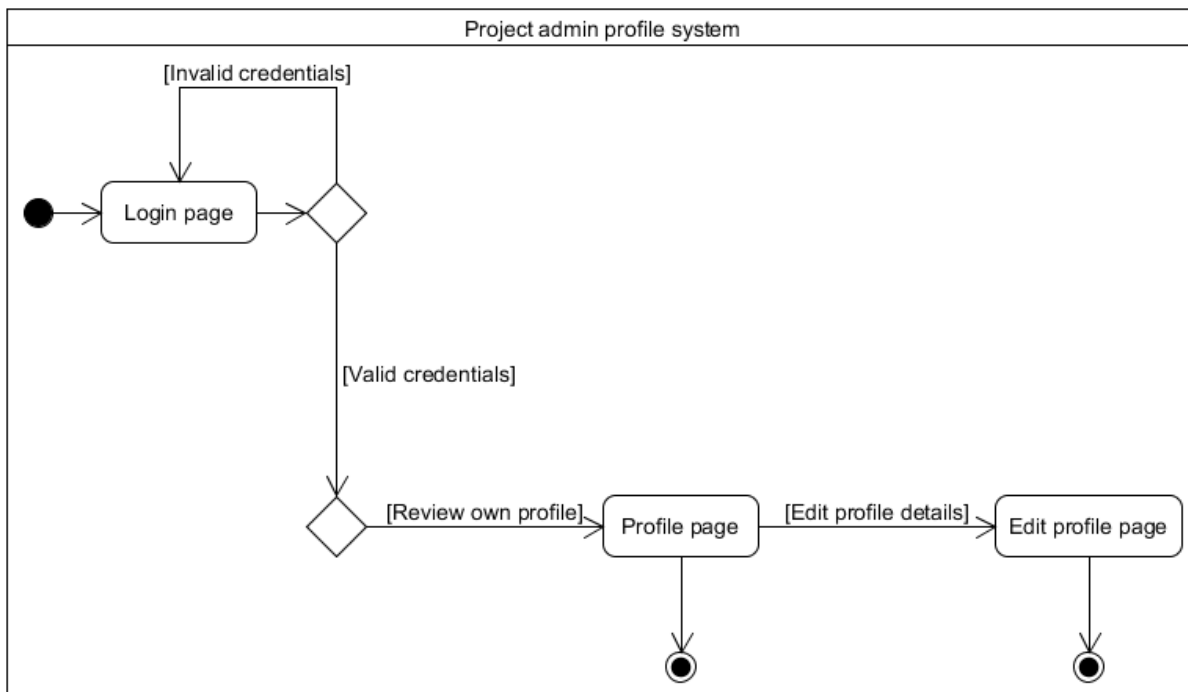 Project admin profile system
[Invalid credentials]
Login page
[Valid credentials]
[Review own profile]
Profile page
[Edit profile details]
Edit profile page